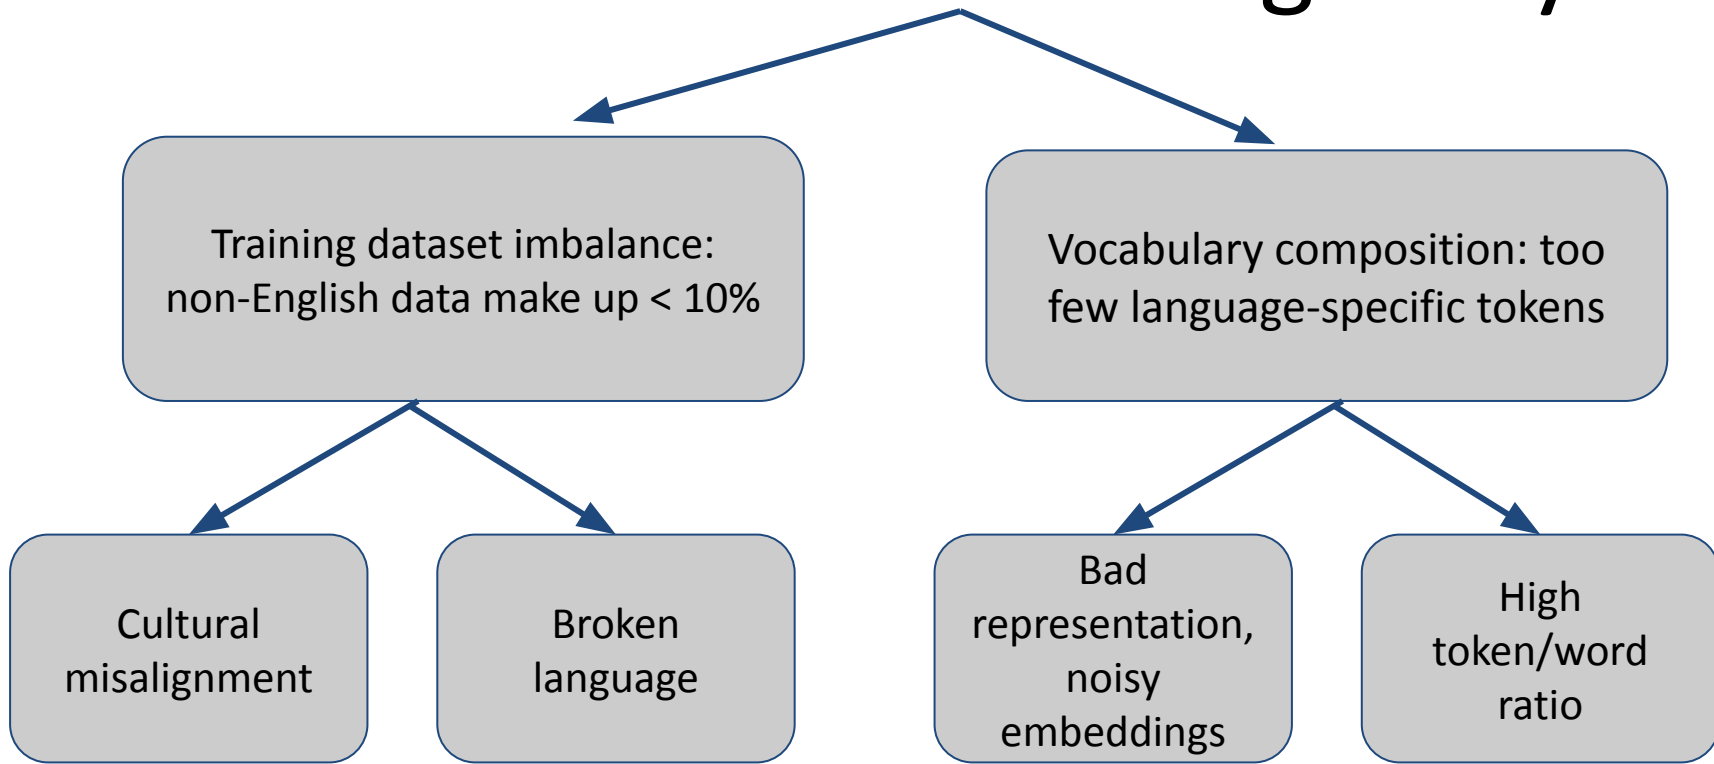 Training dataset imbalance:
non-English data make up < 10%
Vocabulary composition: too
few language-specific tokens
Cultural
misalignment
Broken
language
Bad
representation,
noisy
embeddings
High
token/word
ratio